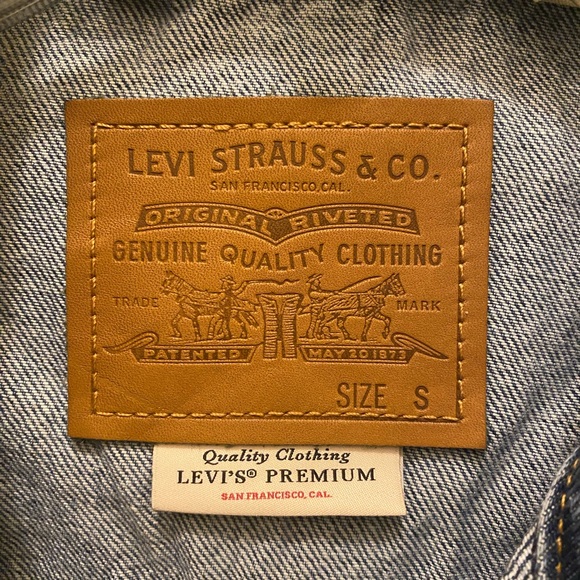 LEVI STRAUSS & CO.
SAN FRANCISCO, CAL.
ORIGINAL RIVETED
GENUINE QUALITY CLOTHING
TRADE MARK
PATENTED MAY 20 1873
SIZE S
Quality Clothing
LEVI'S® PREMIUM
SAN FRANCISCO, CAL.